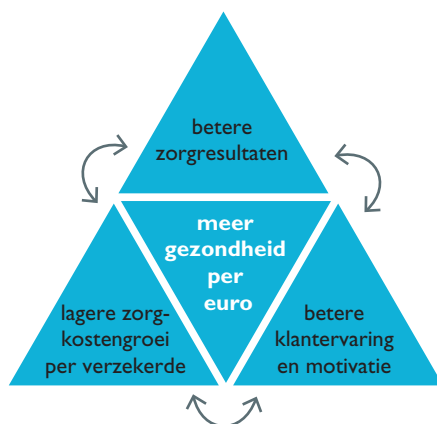 betere
zorgresultaten
meer
gezondheid
per
euro
lagere zorg-
kostengroei
per verzekerde
betere
klantervaring
en motivatie